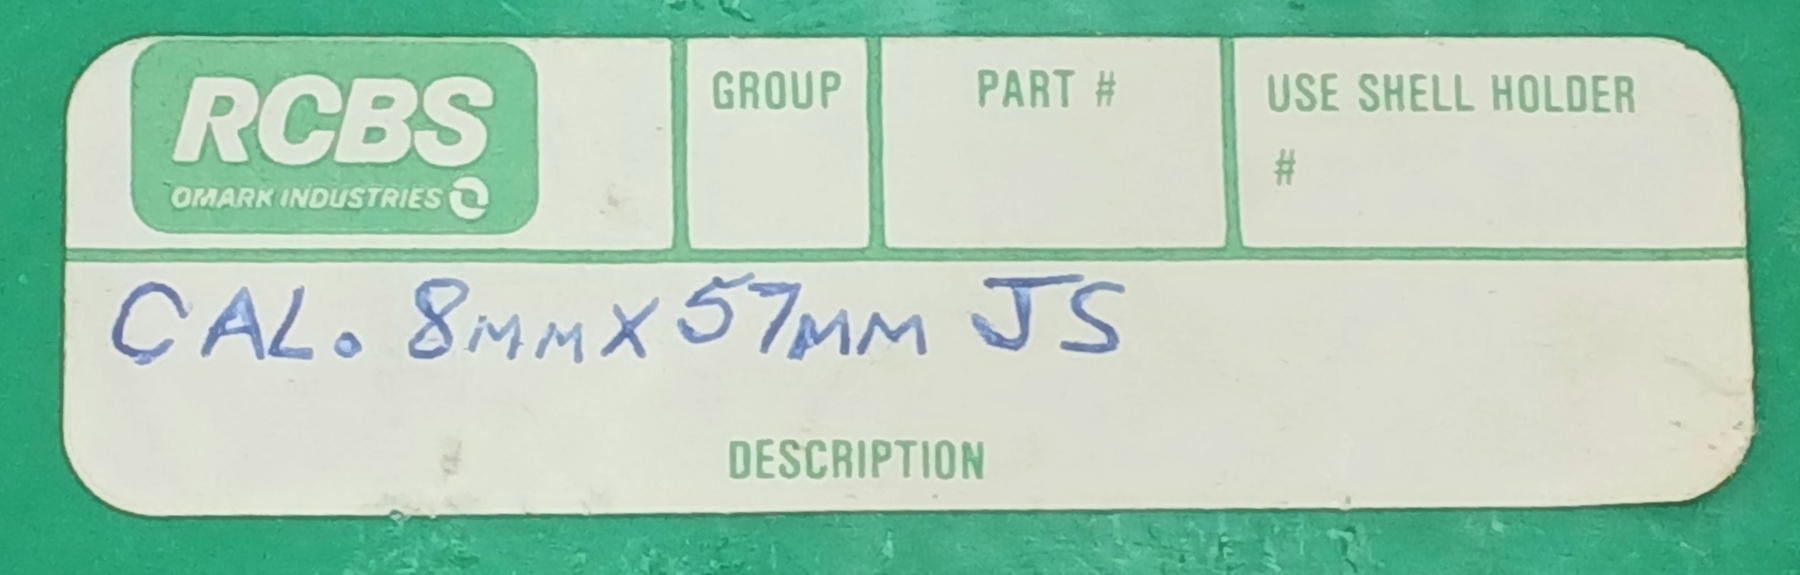 RCBS
OMARK INDUSTRIES
GROUP
PART #
USE SHELL HOLDER
#
CAL. 8MMX57MM JS
DESCRIPTION